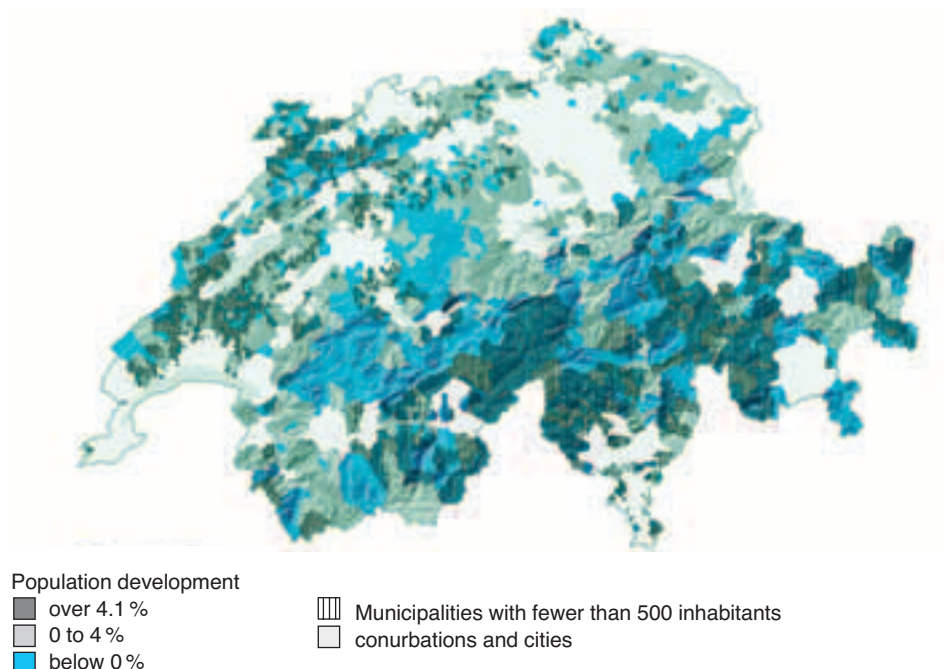 Population development
over 4.1 %
0 to 4 %
below 0 %
Municipalities with fewer than 500 inhabitants
conurbations and cities